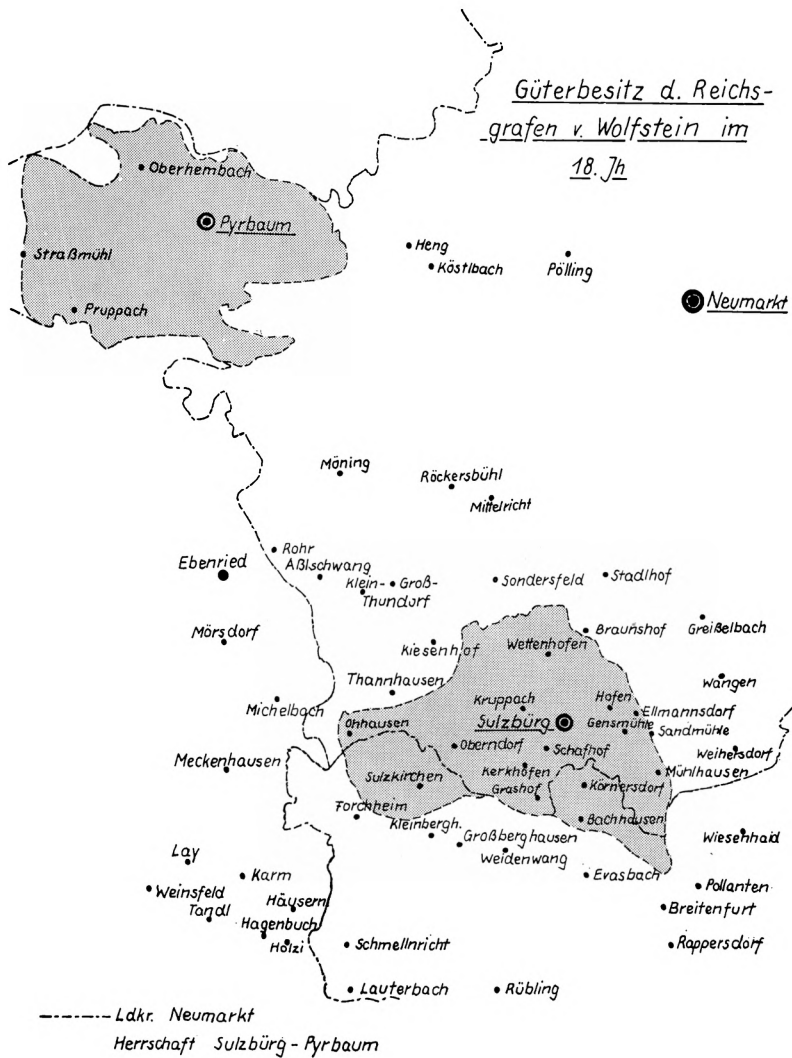 Güterbesitz d. Reichs-
grafen v. Wolfstein im
18. Jh
Oberhembach
Pyrbaum
Straßmühl
Pruppach
Heng
Köstlbach
Pölling
Neumarkt
Möning
Röckersbühl
Mittelricht
Rohr
Aßlschwang
Ebenried
Klein- Groß-
Thundorf
Sondersfeld
Stadlhof
Mörsdorf
Kiesenhof
Wettenhofen
Braunshof
Greißelbach
Thannhausen
Wangen
Michelbach
Kruppach
Hofen
Ellmannsdorf
Ohhausen
Sulzbürg
Gensmühle
Sandmühle
Oberndorf
Schafhof
Weihersdorf
Meckenhausen
Sulzkirchen
Kerkhöfen
Mühlhausen
Grashof
Körnersdorf
Forchheim
Bachhausen
Kleinbergh.
Großberghausen
Wiesenhaid
Weidenwang
Lay
Karm
Evasbach
Pollanten
Weinsfeld
Tandl
Häusern
Breitenfurt
Hagenbuch
Hölzi
Schmellnricht
Rappersdorf
Lauterbach
Rübling
Ldkr. Neumarkt
Herrschaft Sulzbürg-Pyrbaum